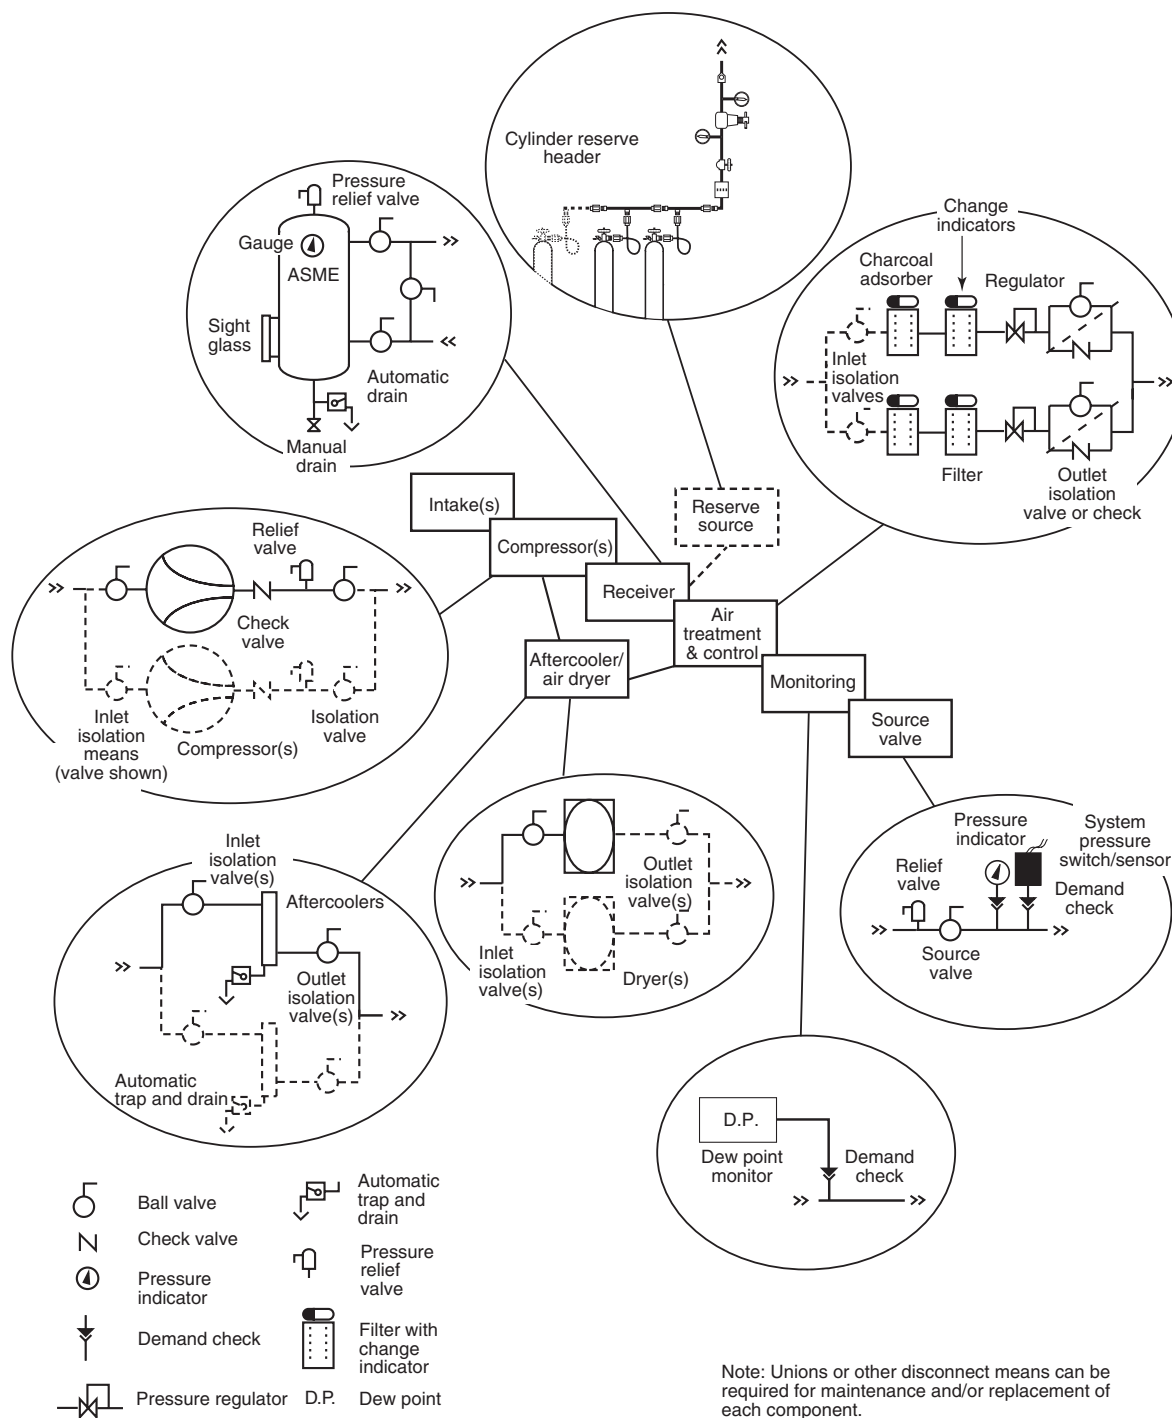 Cylinder reserve
header
Pressure
relief valve
Gauge
ASME
Sight
glass
Automatic
drain
Manual
drain
Change
indicators
Charcoal
adsorber
Regulator
Inlet
isolation
valves
Filter
Outlet
isolation
valve or check
Intake(s)
Compressor(s)
Receiver
Reserve
source
Air
treatment
& control
Aftercooler/
air dryer
Monitoring
Source
valve
Relief
valve
Check
valve
Inlet
isolation
means
(valve shown)
Compressor(s)
Isolation
valve
Inlet
isolation
valve(s)
Aftercoolers
Outlet
isolation
valve(s)
Automatic
trap and drain
Outlet
isolation
valve(s)
Inlet
isolation
valve(s)
Dryer(s)
Pressure
indicator
System
pressure
switch/sensor
Relief
valve
Demand
check
Source
valve
D.P.
Dew point
monitor
Demand
check
Ball valve
Check valve
Pressure
indicator
Demand check
Pressure regulator
Automatic
trap and
drain
Pressure
relief
valve
Filter with
change
indicator
D.P. Dew point
Note: Unions or other disconnect means can be
required for maintenance and/or replacement of
each component.